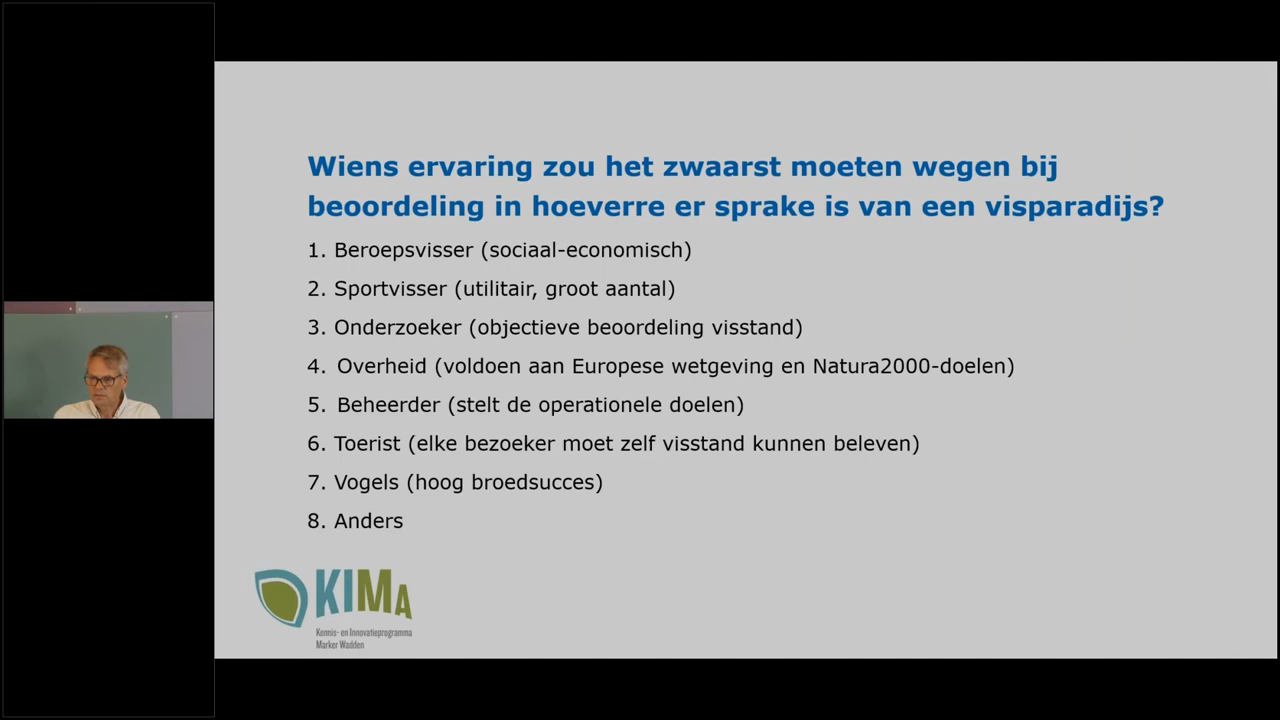 Wiens ervaring zou het zwaarst moeten wegen bij
beoordeling in hoeverre er sprake is van een visparadijs?
1. Beroepsvisser (sociaal-economisch)
2. Sportvisser (utilitair, groot aantal)
3. Onderzoeker (objectieve beoordeling visstand)
4. Overheid (voldoen aan Europese wetgeving en Natura2000-doelen)
5. Beheerder (stelt de operationele doelen)
6. Toerist (elke bezoeker moet zelf visstand kunnen beleven)
7. Vogels (hoog broedsucces)
8. Anders
KIMA
Kennis- en Innovatieprogramma
Marker Wadden